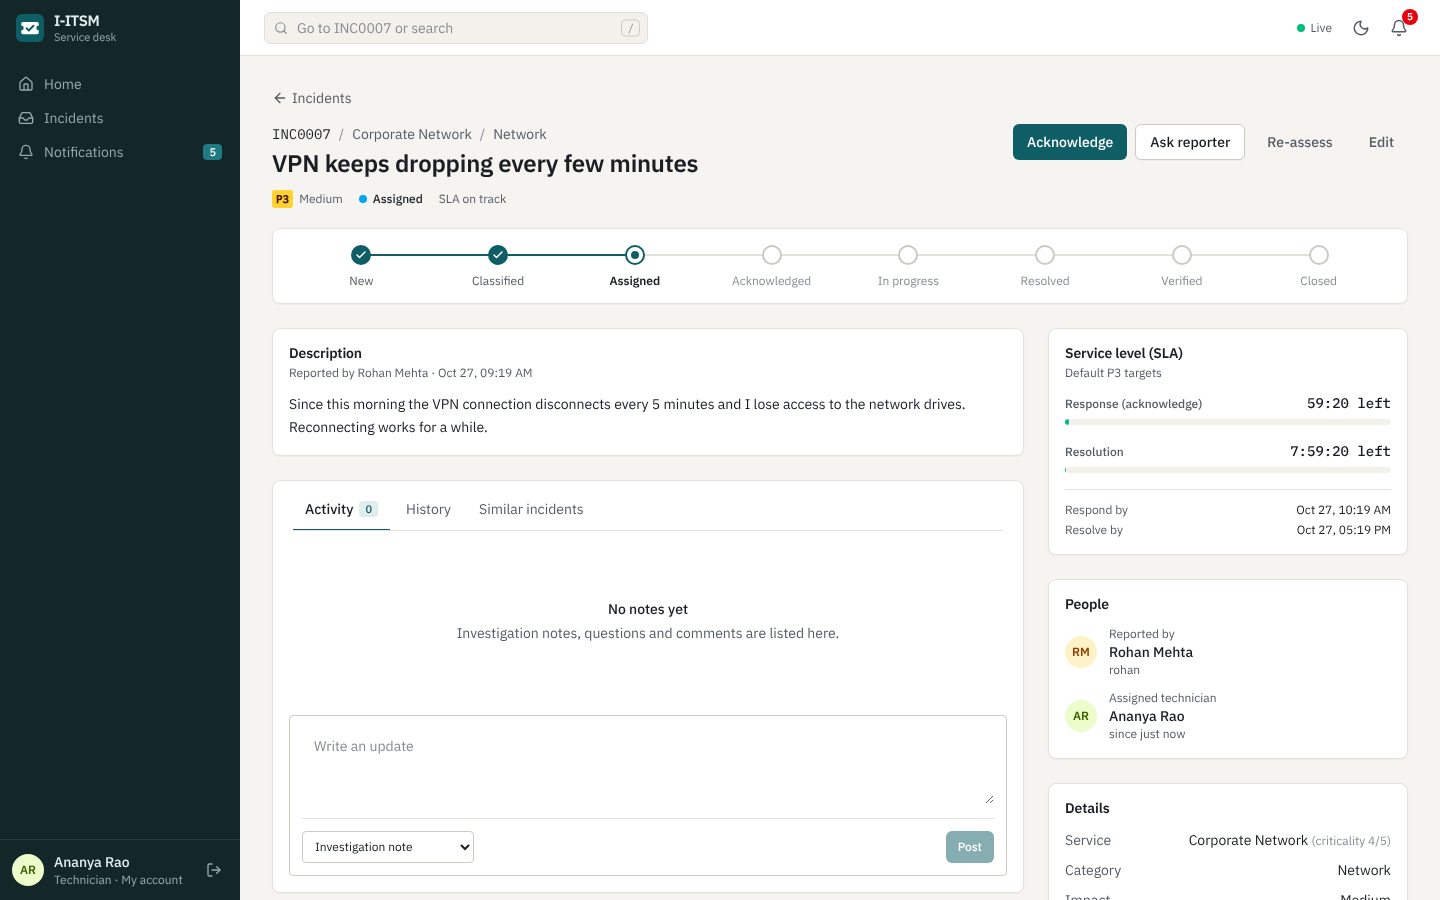 I-ITSM
Service desk
Home
Incidents
Notifications 5
Ananya Rao
AR
Technician · My account
Go to INC0007 or search /
Live
5
Incidents
INC0007 / Corporate Network / Network
VPN keeps dropping every few minutes
P3 Medium Assigned SLA on track
Acknowledge Ask reporter Re-assess Edit
New Classified Assigned Acknowledged In progress Resolved Verified Closed
Description
Reported by Rohan Mehta · Oct 27, 09:19 AM
Since this morning the VPN connection disconnects every 5 minutes and I lose access to the network drives.
Reconnecting works for a while.
Activity 0 History Similar incidents
No notes yet
Investigation notes, questions and comments are listed here.
Write an update
Investigation note Post
Service level (SLA)
Default P3 targets
Response (acknowledge) 59:20 left
Resolution 7:59:20 left
Respond by Oct 27, 10:19 AM
Resolve by Oct 27, 05:19 PM
People
Reported by
RM Rohan Mehta
rohan
Assigned technician
AR Ananya Rao
since just now
Details
Service Corporate Network (criticality 4/5)
Category Network
Impact Medium